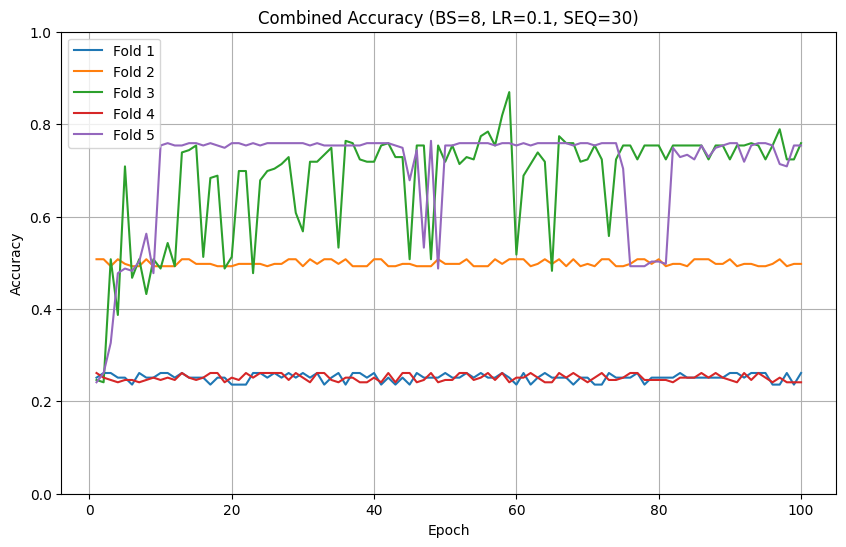 Combined Accuracy (BS=8, LR=0.1, SEQ=30)
1.0
0.8
0.6
0.4
0.2
0.0
Accuracy
Fold 1
Fold 2
Fold 3
Fold 4
Fold 5
0 20 40 60 80 100
Epoch